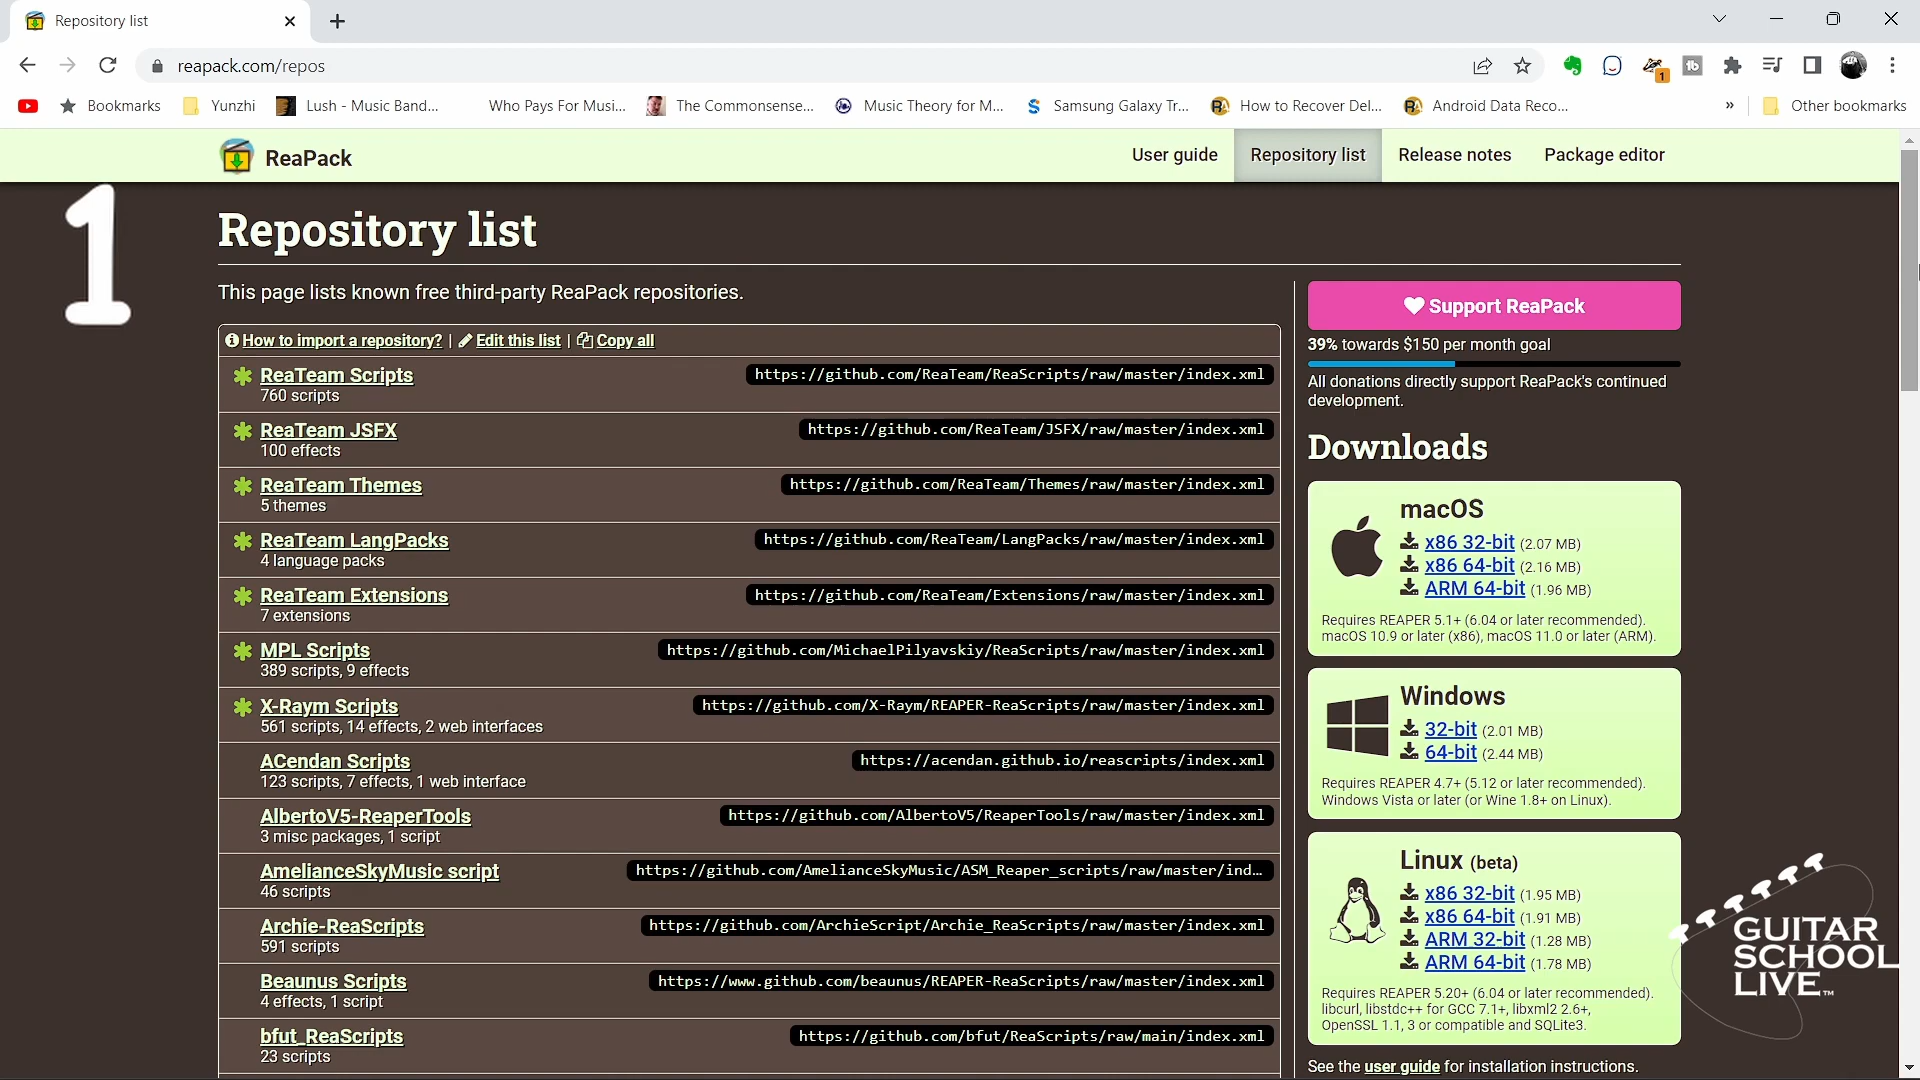 Repository list
reapack.com/repos
1
Bookmarks
Yunzhi
Lush - Music Band...
Who Pays For Musi...
The Commonsense...
Music Theory for M...
Samsung Galaxy Tr...
How to Recover Del...
Android Data Reco...
»
Other bookmarks
ReaPack
User guide
Repository list
Release notes
Package editor
1
Repository list
This page lists known free third-party ReaPack repositories.
How to import a repository? | Edit this list | Copy all
ReaTeam Scripts
760 scripts
https://github.com/ReaTeam/ReaScripts/raw/master/index.xml
ReaTeam JSFX
100 effects
https://github.com/ReaTeam/JSFX/raw/master/index.xml
ReaTeam Themes
5 themes
https://github.com/ReaTeam/Themes/raw/master/index.xml
ReaTeam LangPacks
4 language packs
https://github.com/ReaTeam/LangPacks/raw/master/index.xml
ReaTeam Extensions
7 extensions
https://github.com/ReaTeam/Extensions/raw/master/index.xml
MPL Scripts
389 scripts, 9 effects
https://github.com/MichaelPilyavskiy/ReaScripts/raw/master/index.xml
X-Raym Scripts
561 scripts, 14 effects, 2 web interfaces
https://github.com/X-Raym/REAPER-ReaScripts/raw/master/index.xml
ACendan Scripts
123 scripts, 7 effects, 1 web interface
https://acendan.github.io/reascripts/index.xml
AlbertoV5-ReaperTools
3 misc packages, 1 script
https://github.com/AlbertoV5/ReaperTools/raw/master/index.xml
AmelianceSkyMusic script
46 scripts
https://github.com/AmelianceSkyMusic/ASM_Reaper_scripts/raw/master/ind...
Archie-ReaScripts
591 scripts
https://github.com/ArchieScript/Archie_ReaScripts/raw/master/index.xml
Beaunus Scripts
4 effects, 1 script
https://www.github.com/beaunus/REAPER-ReaScripts/raw/master/index.xml
bfut_ReaScripts
23 scripts
https://github.com/bfut/ReaScripts/raw/main/index.xml
Support ReaPack
39% towards $150 per month goal
All donations directly support ReaPack's continued
development.
Downloads
macOS
x86 32-bit (2.07 MB)
x86 64-bit (2.16 MB)
ARM 64-bit (1.96 MB)
Requires REAPER 5.1+ (6.04 or later recommended).
macOS 10.9 or later (x86), macOS 11.0 or later (ARM).
Windows
32-bit (2.01 MB)
64-bit (2.44 MB)
Requires REAPER 4.7+ (5.12 or later recommended).
Windows Vista or later (or Wine 1.8+ on Linux).
Linux (beta)
x86 32-bit (1.95 MB)
x86 64-bit (1.91 MB)
ARM 32-bit (1.28 MB)
ARM 64-bit (1.78 MB)
Requires REAPER 5.20+ (6.04 or later recommended).
libcurl, libstdc++ for GCC 7.1+, libxml2 2.6+,
OpenSSL 1.1, 3 or compatible and SQLite3.
See the user guide for installation instructions.
GUITAR
SCHOOL
LIVE™